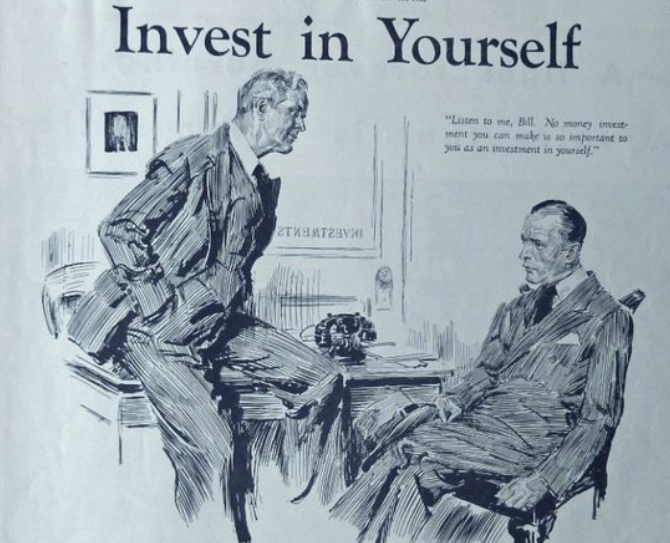 Invest in Yourself
"Listen to me, Bill. No money invest-
ment you can make is so important to
you as an investment in yourself."
INVESTMENTS